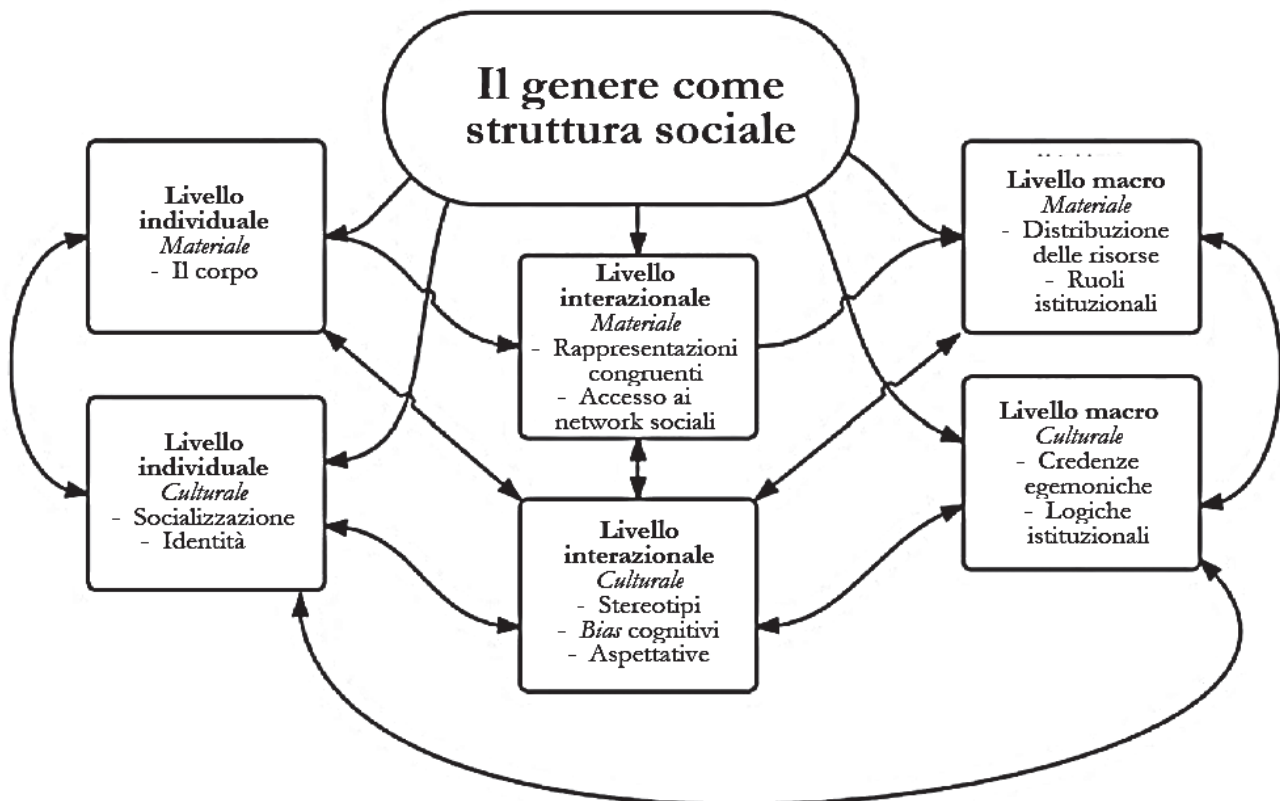 Il genere come
struttura sociale
Livello
individuale
Materiale
- Il corpo
Livello
individuale
Culturale
- Socializzazione
- Identità
Livello
interazionale
Materiale
- Rappresentazioni
congruenti
- Accesso ai
network sociali
Livello
interazionale
Culturale
- Stereotipi
- Bias cognitivi
- Aspettative
Livello macro
Materiale
- Distribuzione
delle risorse
- Ruoli
istituzionali
Livello macro
Culturale
- Credenze
egemoniche
- Logiche
istituzionali